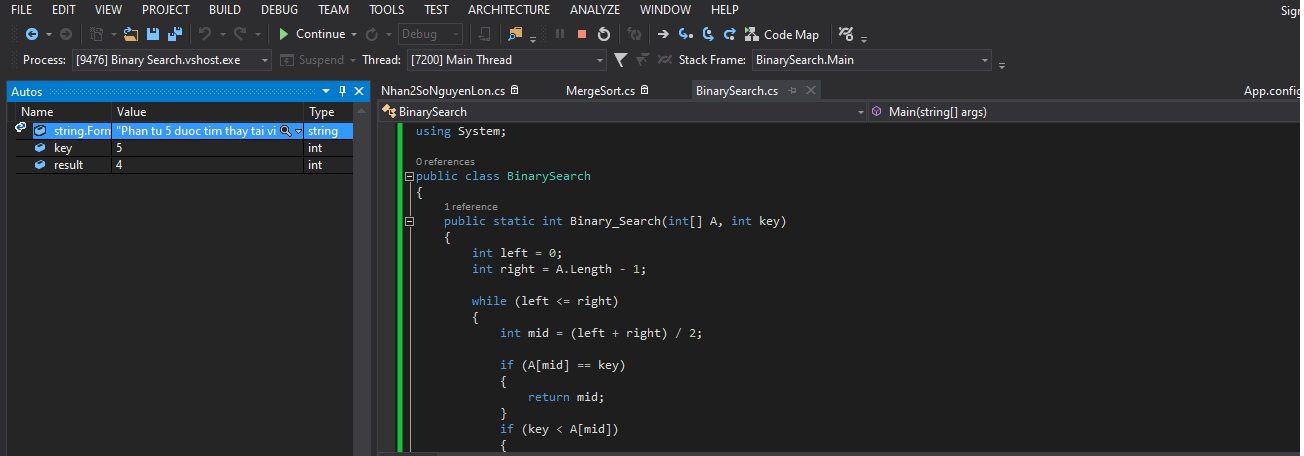 FILE EDIT VIEW PROJECT BUILD DEBUG TEAM TOOLS TEST ARCHITECTURE ANALYZE WINDOW HELP
Sign
Continue Debug Code Map
Process: [9476] Binary Search.vshost.exe Suspend Thread: [7200] Main Thread Stack Frame: BinarySearch.Main
Autos
Name Value Type
string.Forn "Phan tu 5 duoc tim thay tai vi string
key 5 int
result 4 int
Nhan2SoNguyenLon.cs MergeSort.cs BinarySearch.cs App.config
BinarySearch Main(string[] args)
using System;
0 references
public class BinarySearch
{
1 reference
public static int Binary_Search(int[] A, int key)
{
int left = 0;
int right = A.Length - 1;
while (left <= right)
{
int mid = (left + right) / 2;
if (A[mid] == key)
{
return mid;
}
if (key < A[mid])
{